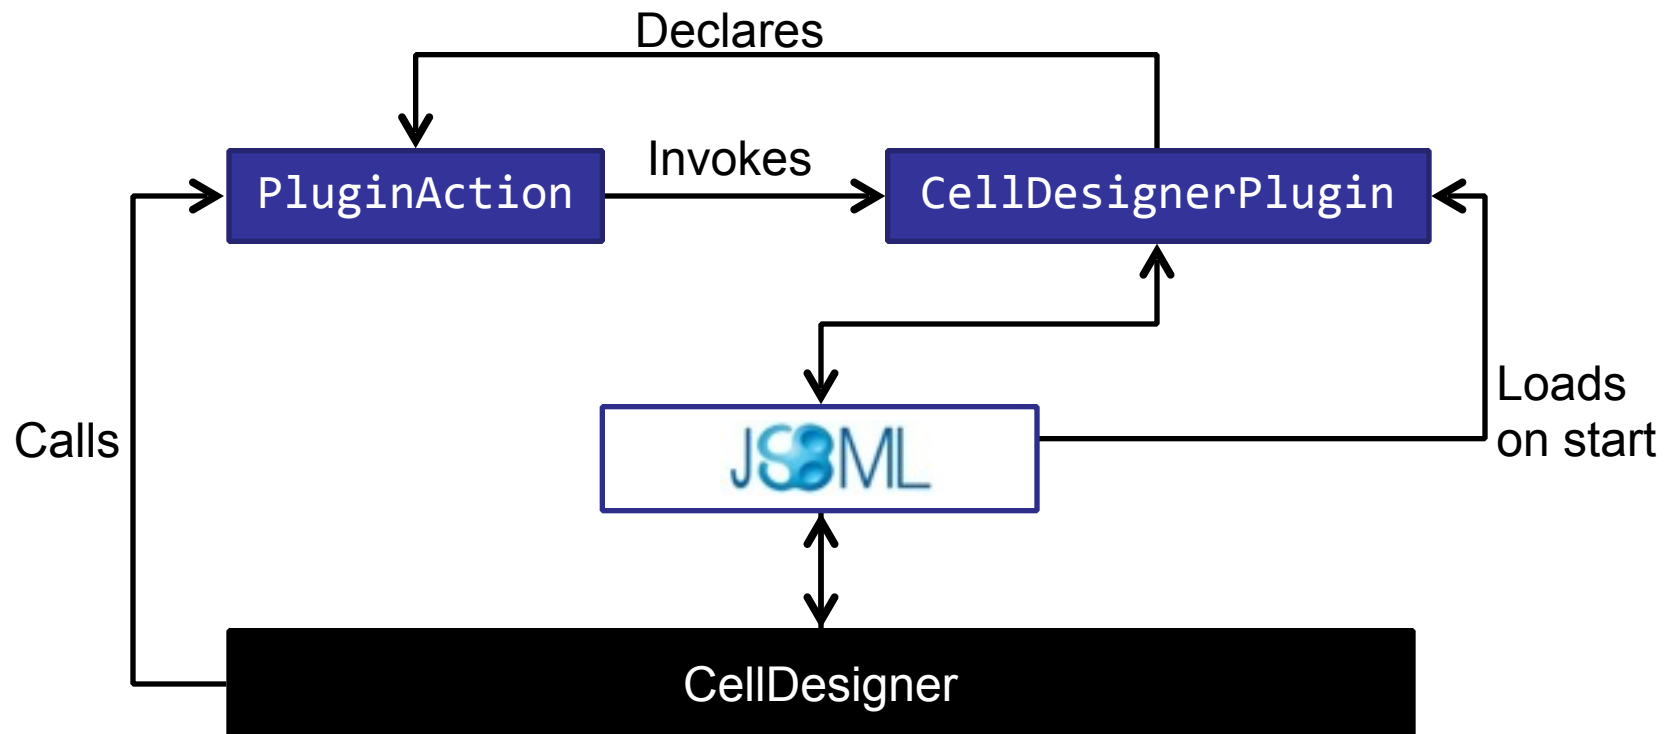 Declares
Invokes
PluginAction
CellDesignerPlugin
Loads
on start
Calls
JSBML
CellDesigner